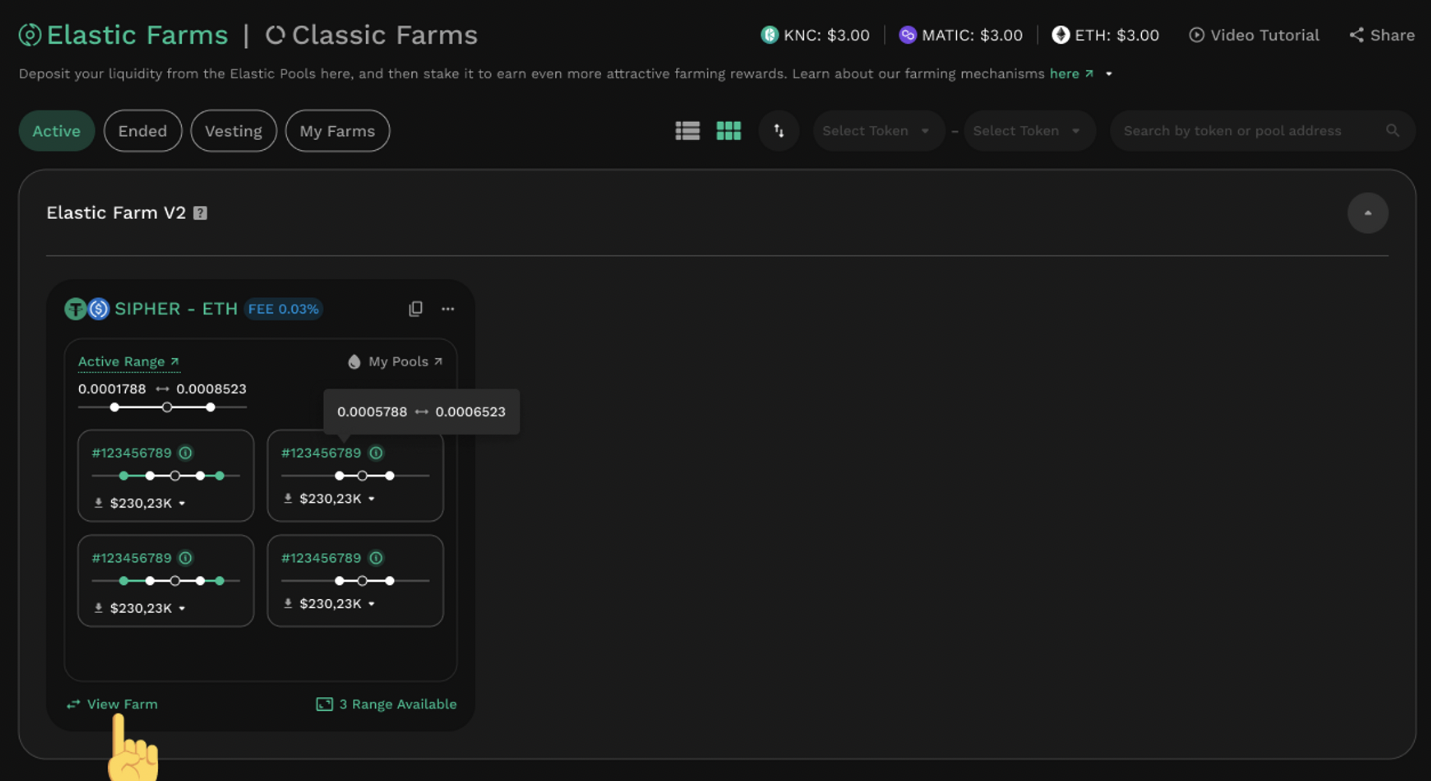 Elastic Farms | Classic Farms
KNC: $3.00
MATIC: $3.00
ETH: $3.00
Video Tutorial
Share
Deposit your liquidity from the Elastic Pools here, and then stake it to earn even more attractive farming rewards. Learn about our farming mechanisms here ↗
Active
Ended
Vesting
My Farms
Select Token
–
Select Token
Search by token or pool address
Elastic Farm V2 ?
SIPHER - ETH FEE 0.03%
...
Active Range ↗
My Pools ↗
0.0001788 ↔ 0.0008523
0.0005788 ↔ 0.0006523
#123456789
$230,23K
#123456789
$230,23K
#123456789
$230,23K
#123456789
$230,23K
View Farm
3 Range Available